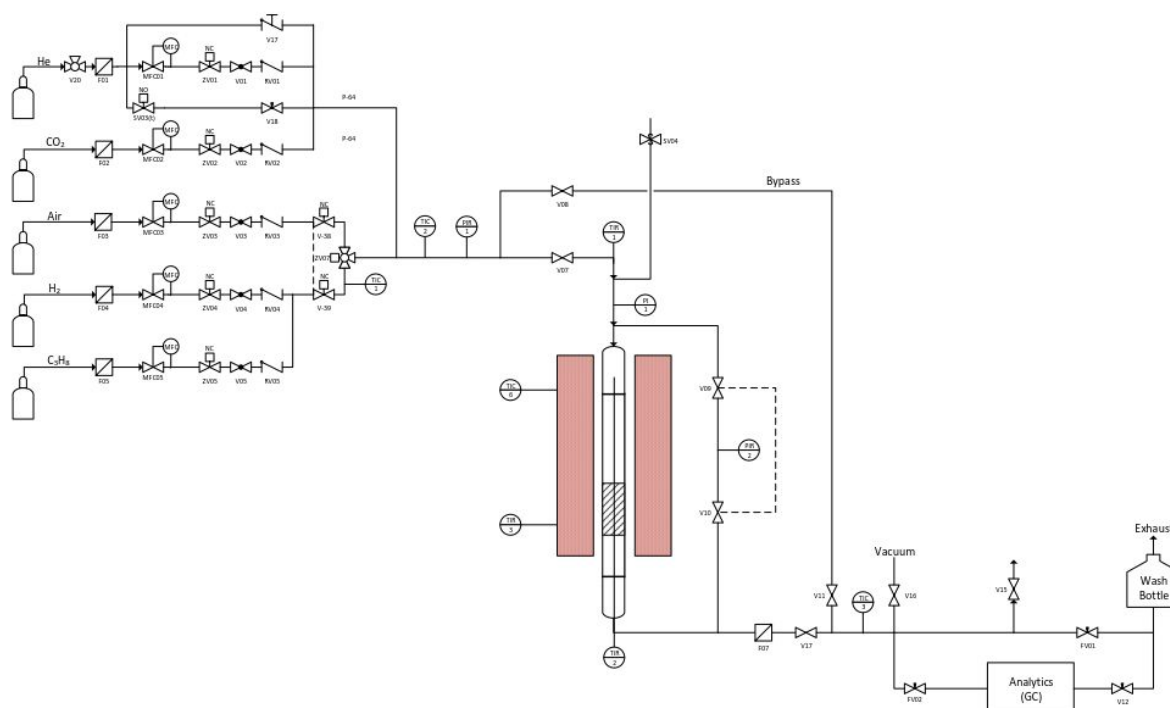 V17
He
MFC
NC
V20
F01
MFC01
ZV01
V01
RV01
NO
P-64
SV03(t)
V18
CO2
MFC
NC
P-64
SV04
F02
MFC02
ZV02
V02
RV02
Bypass
Air
MFC
NC
NC
V08
F03
MFC03
ZV03
V03
RV03
V-38
TIC 2
PIR 1
TIR 1
ZV07
V07
H2
MFC
NC
NC
TIC 1
F04
MFC04
ZV04
V04
RV04
V-39
PI 1
C3H8
MFC
NC
F05
MFC05
ZV05
V05
RV05
TIC 6
V09
PIR 2
V10
TIR 3
Exhaust
Vacuum
Wash
Bottle
V11
TIC 3
V16
V15
F07
V17
FV01
TIR 2
Analytics
(GC)
FV02
V12